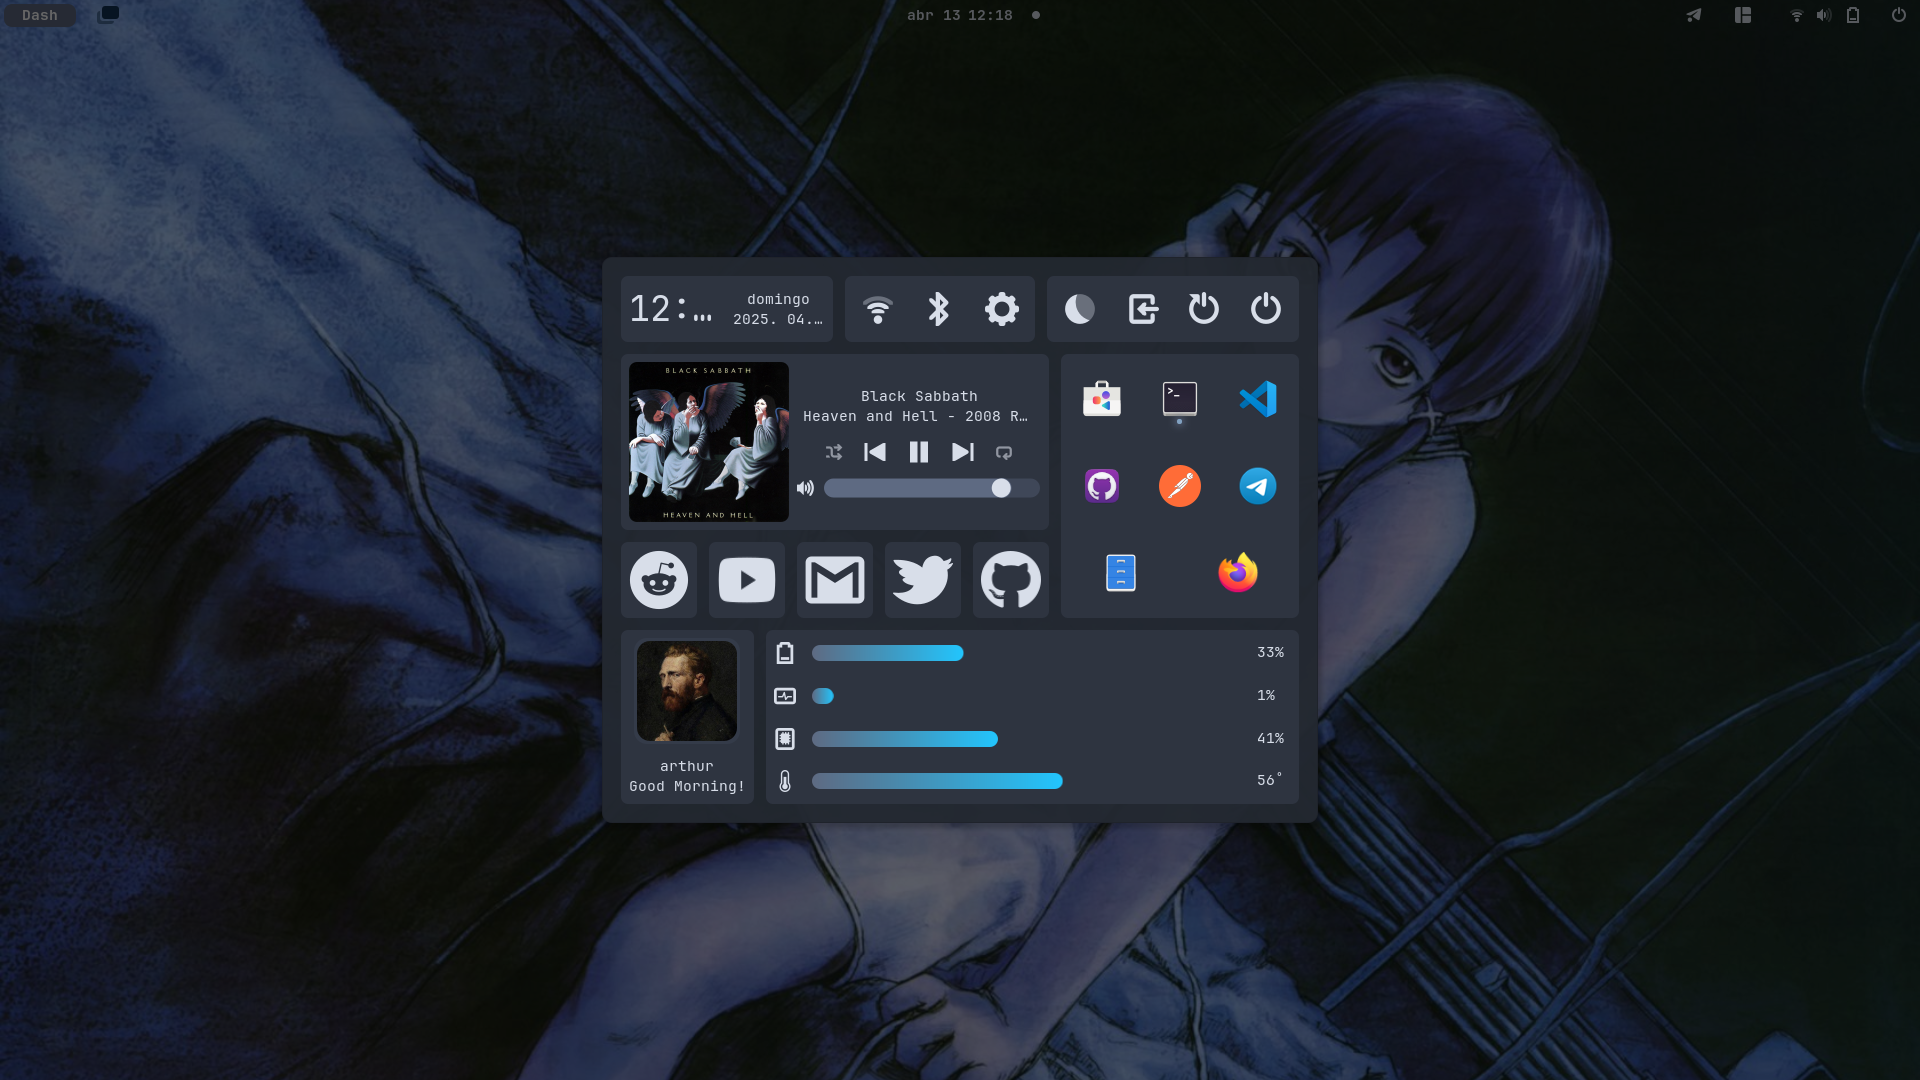 Dash
abr 13 12:18
12:…
domingo
2025. 04.…
BLACK SABBATH
HEAVEN AND HELL
Black Sabbath
Heaven and Hell - 2008 R…
>_
33%
1%
41%
56°
arthur
Good Morning!